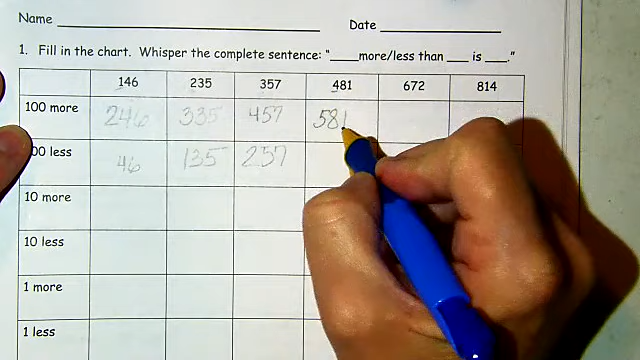 Name Date
1. Fill in the chart. Whisper the complete sentence: "____more/less than ___ is ___."
146 235 357 481 672 814
100 more 246 335 457 581
00 less 46 135 257
10 more
10 less
1 more
1 less